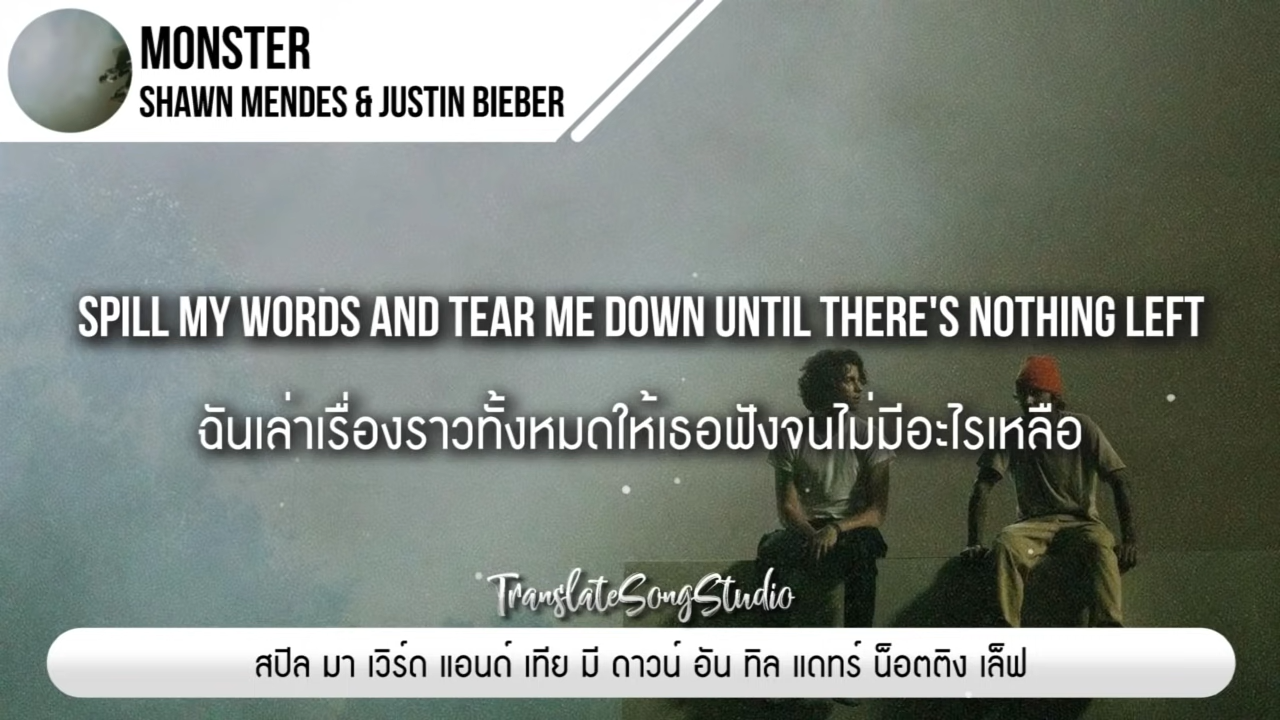 MONSTER
SHAWN MENDES & JUSTIN BIEBER
SPILL MY WORDS AND TEAR ME DOWN UNTIL THERE'S NOTHING LEFT
ฉันเล่าเรื่องราวทั้งหมดให้เธอฟังจนไม่มีอะไรเหลือ
TranslateSongStudio
สปิล มา เวิร์ด แอนด์ เทีย มี ดาวน์ อัน ทิล แดทร์ น็อตติง เล็ฟ